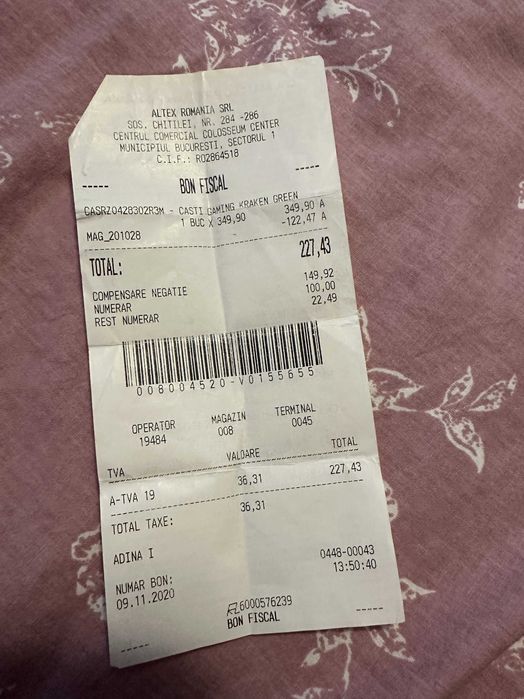 ALTEX ROMANIA SRL
SOS. CHITILEI, NR. 284 -286
CENTRUL COMERCIAL COLOSSEUM CENTER
MUNICIPIUL BUCURESTI, SECTORUL 1
C.I.F.: RO2864518
----- -----
BON FISCAL
CASRZ0428302R3M - CASTI GAMING KRAKEN GREEN
1 BUC X 349,90 349,90 A
MAG_201028 - -122,47 A
TOTAL: 227,43
COMPENSARE NEGATIE 149,92
NUMERAR 100,00
REST NUMERAR 22,49
008004520-V0155655
OPERATOR MAGAZIN TERMINAL
19484 008 0045
TVA VALOARE TOTAL
A-TVA 19 36,31 227,43
TOTAL TAXE: 36,31
ADINA I
NUMAR BON: 0448-00043
09.11.2020 13:50:40
6000576239
BON FISCAL
----- -----